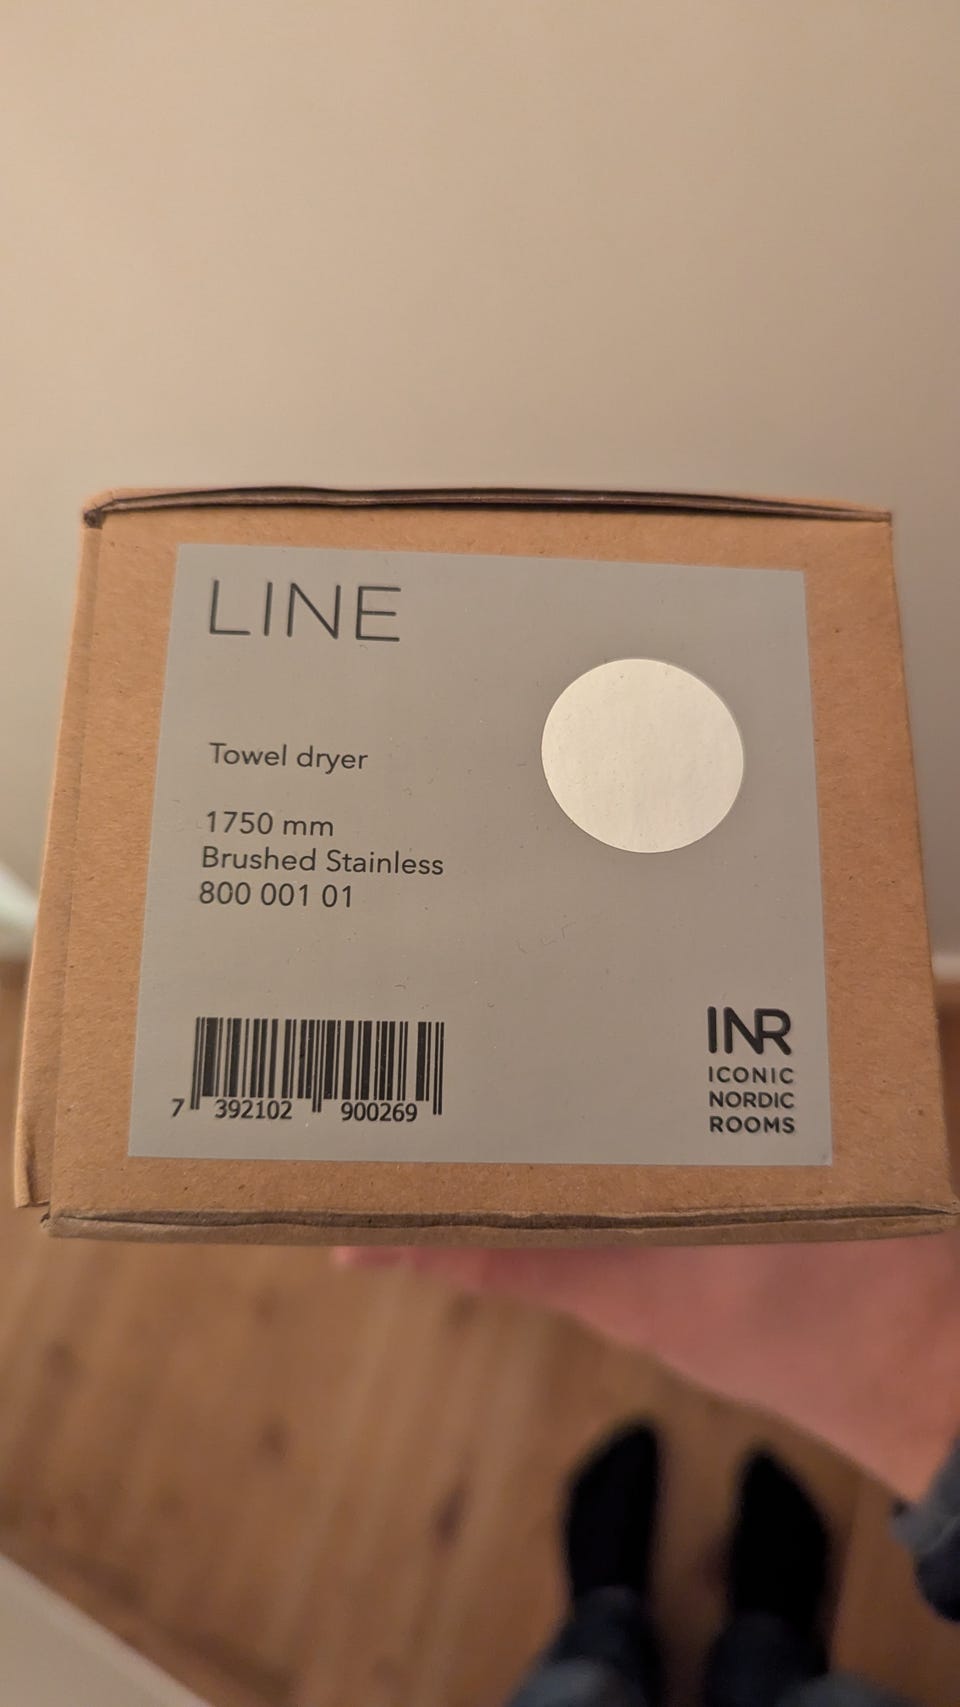 LINE
Towel dryer
1750 mm
Brushed Stainless
800 001 01
7 392102 900269
INR
ICONIC
NORDIC
ROOMS